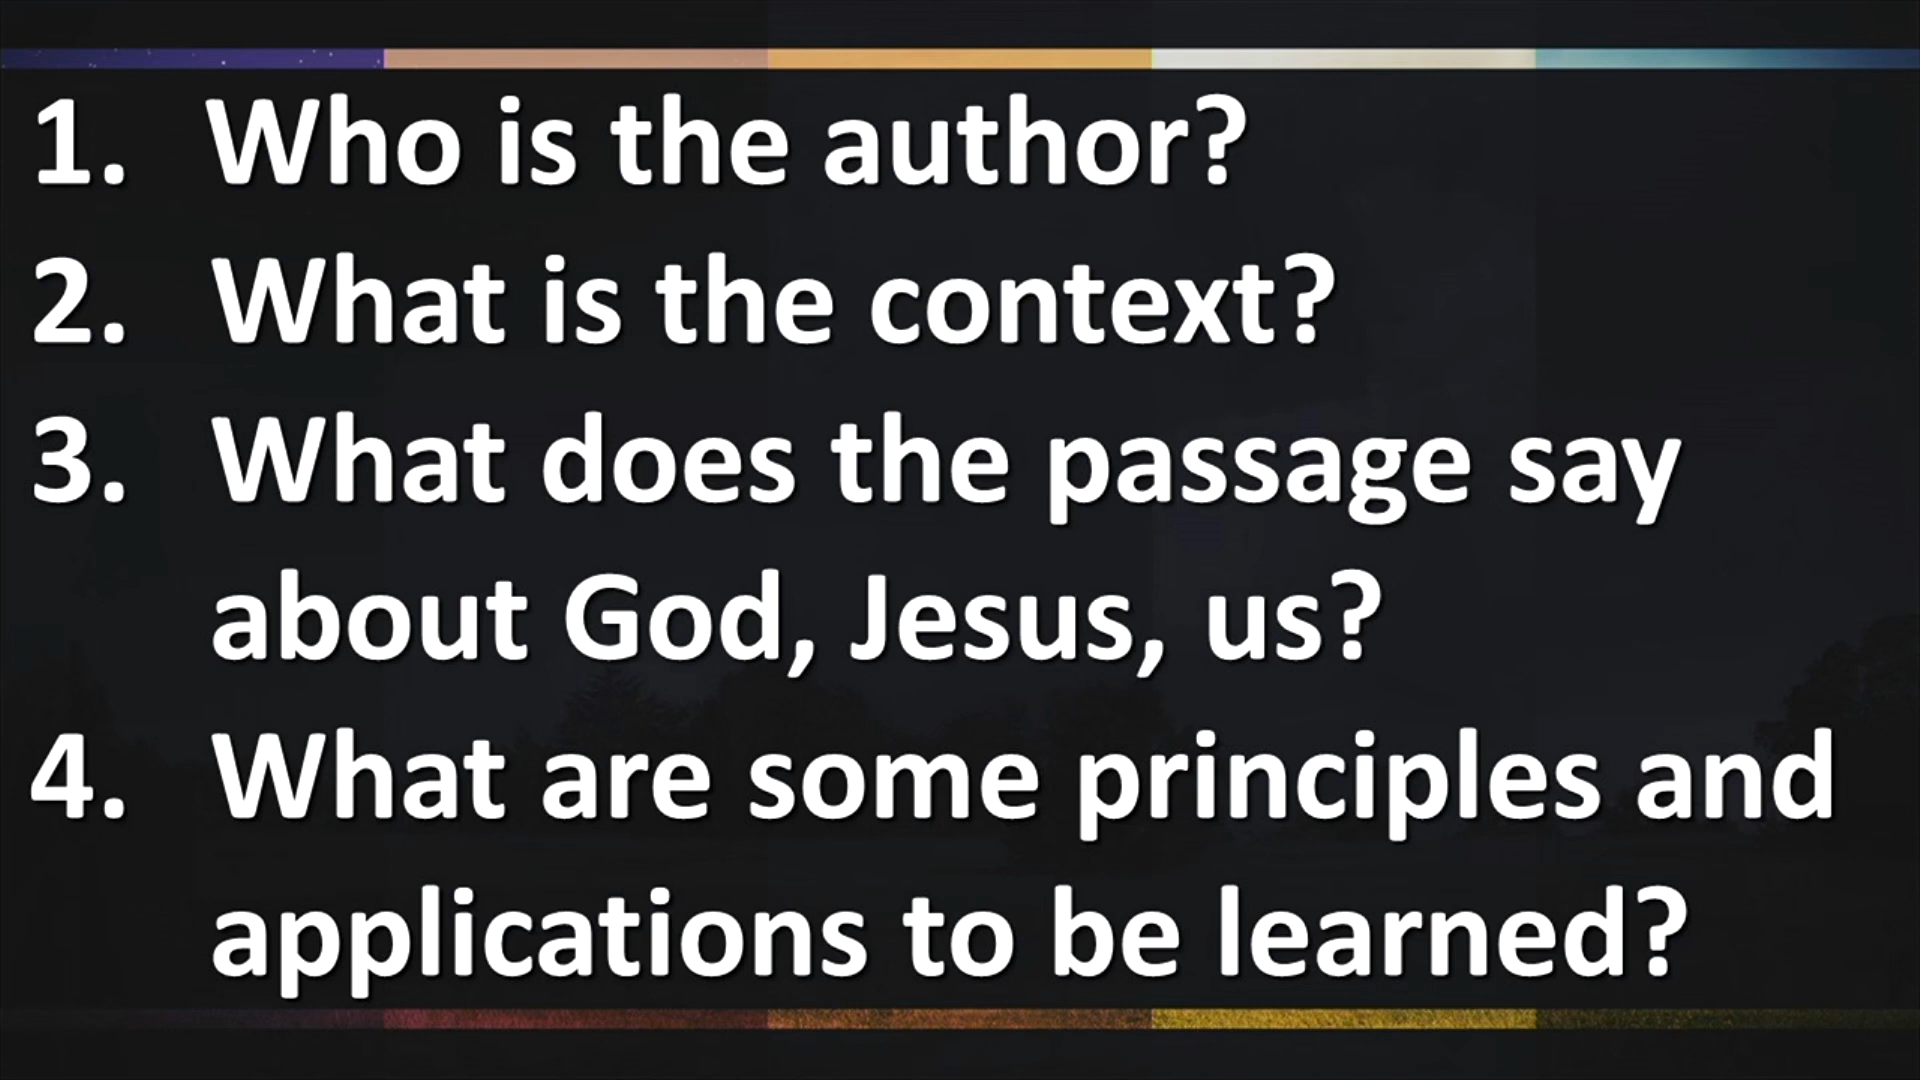 1. Who is the author?
2. What is the context?
3. What does the passage say
about God, Jesus, us?
4. What are some principles and
applications to be learned?